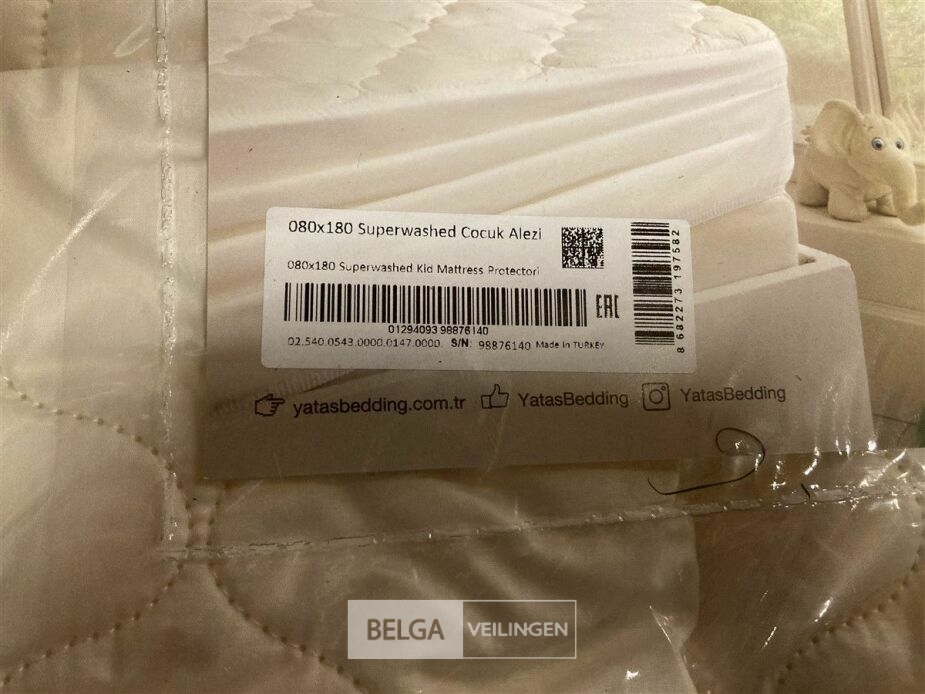 080x180 Superwashed Cocuk Alezi
080x180 Superwashed Kid Mattress Protectori
01294093 98876140
02.540.0543.0000.0147.0000. S/N: 98876140 Made in TURKEY
EAC
8 682273 197582
yatasbedding.com.tr YatasBedding YatasBedding
BELGA VEILINGEN